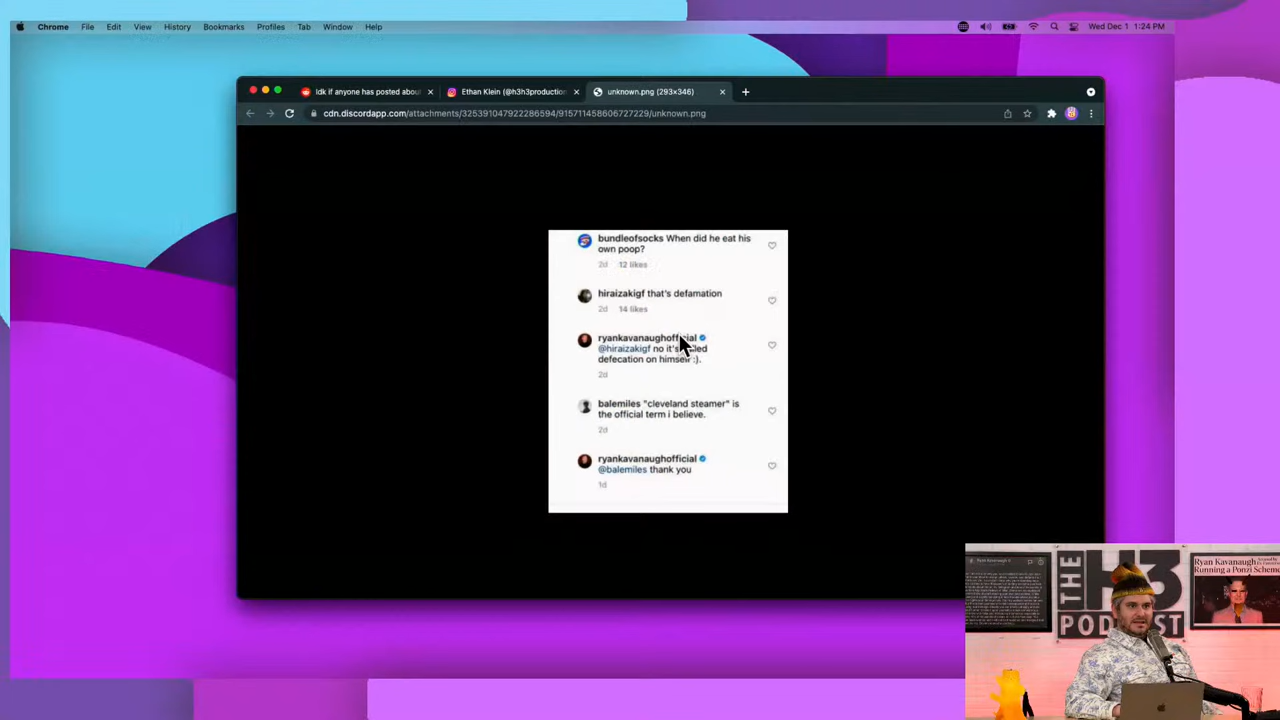 Chrome File Edit View History Bookmarks Profiles Tab Window Help
Wed Dec 1 1:24 PM
Idk if anyone has posted about
Ethan Klein (@h3h3production
unknown.png (293×346)
cdn.discordapp.com/attachments/325391047922286594/915711458606727229/unknown.png
bundleofsocks When did he eat his
own poop?
2d 12 likes
hiraizakigf that's defamation
2d 14 likes
ryankavanaughofficial
@hiraizakigf no it's
defecation on himself :).
2d
balemiles "cleveland steamer" is
the official term i believe.
2d
ryankavanaughofficial
@balemiles thank you
1d
THE H3
PODCAST
Ryan Kavanaugh
Running a Ponzi Scheme